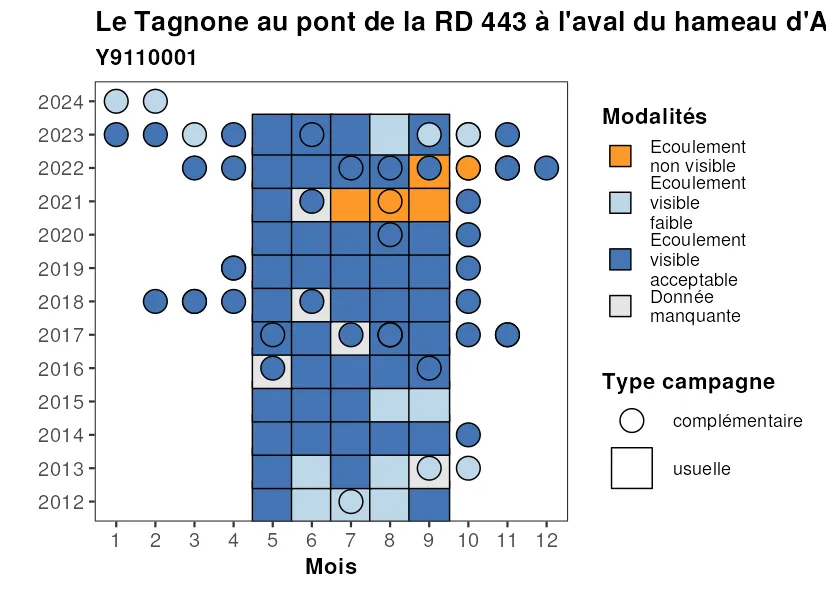 Le Tagnone au pont de la RD 443 à l'aval du hameau d'A
Y9110001
2024
2023
2022
2021
2020
2019
2018
2017
2016
2015
2014
2013
2012
1 2 3 4 5 6 7 8 9 10 11 12
Mois
Modalités
Ecoulement
non visible
Ecoulement
visible
faible
Ecoulement
visible
acceptable
Donnée
manquante
Type campagne
complémentaire
usuelle